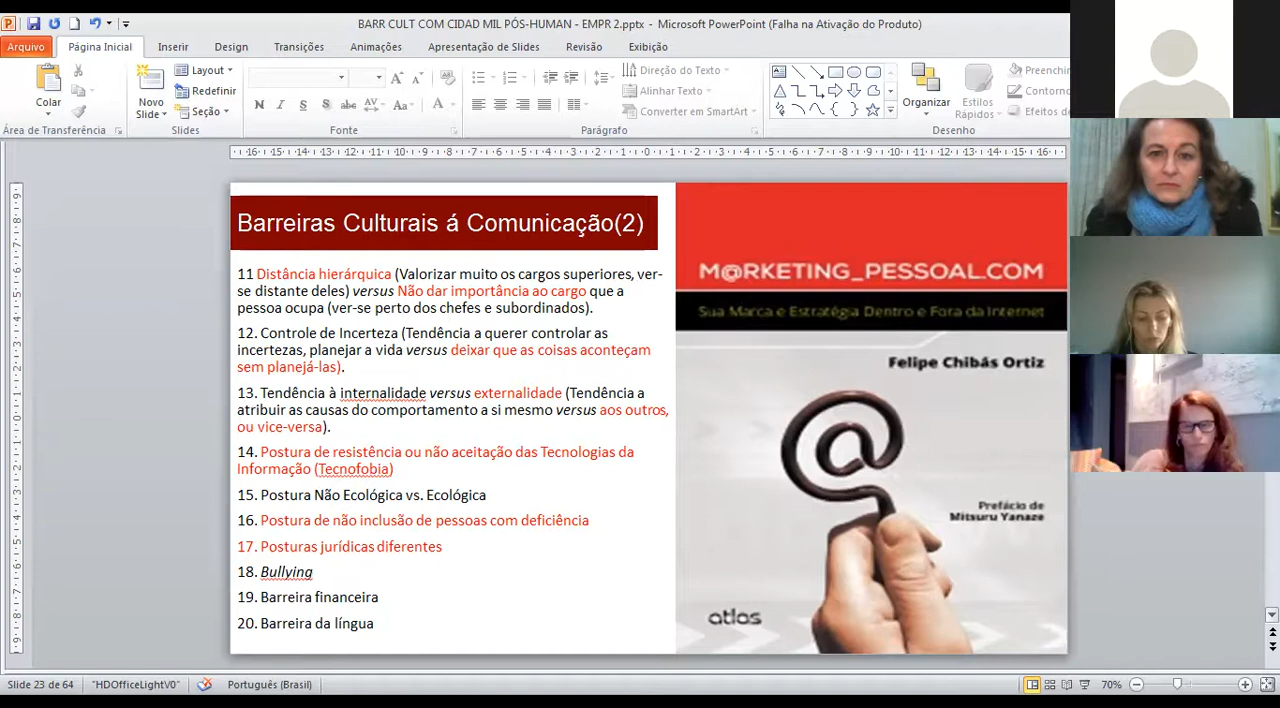 BARR CULT COM CIDAD MIL PÓS-HUMAN - EMPR 2.pptx - Microsoft PowerPoint (Falha na Ativação do Produto)
Arquivo
Página Inicial
Inserir
Design
Transições
Animações
Apresentação de Slides
Revisão
Exibição
Colar
Novo
Slide
Layout
Redefinir
Seção
N I S S abc AV Aa A
Direção do Texto
Alinhar Texto
Converter em SmartArt
Organizar
Estilos
Rápidos
Preenchir
Contorno
Efeitos d
Área de Transferência
Slides
Fonte
Parágrafo
Desenho
Barreiras Culturais á Comunicação(2)
11 Distância hierárquica (Valorizar muito os cargos superiores, ver-
se distante deles) versus Não dar importância ao cargo que a
pessoa ocupa (ver-se perto dos chefes e subordinados).
12. Controle de Incerteza (Tendência a querer controlar as
incertezas, planejar a vida versus deixar que as coisas aconteçam
sem planejá-las).
13. Tendência à internalidade versus externalidade (Tendência a
atribuir as causas do comportamento a si mesmo versus aos outros,
ou vice-versa).
14. Postura de resistência ou não aceitação das Tecnologias da
Informação (Tecnofobia)
15. Postura Não Ecológica vs. Ecológica
16. Postura de não inclusão de pessoas com deficiência
17. Posturas jurídicas diferentes
18. Bullying
19. Barreira financeira
20. Barreira da língua
M@RKETING_PESSOAL.COM
Sua Marca e Estratégia Dentro e Fora da Internet
Felipe Chibás Ortiz
Prefácio de
Mitsuru Yanaze
atlas
Slide 23 de 64
"HDOfficeLightV0"
Português (Brasil)
70%